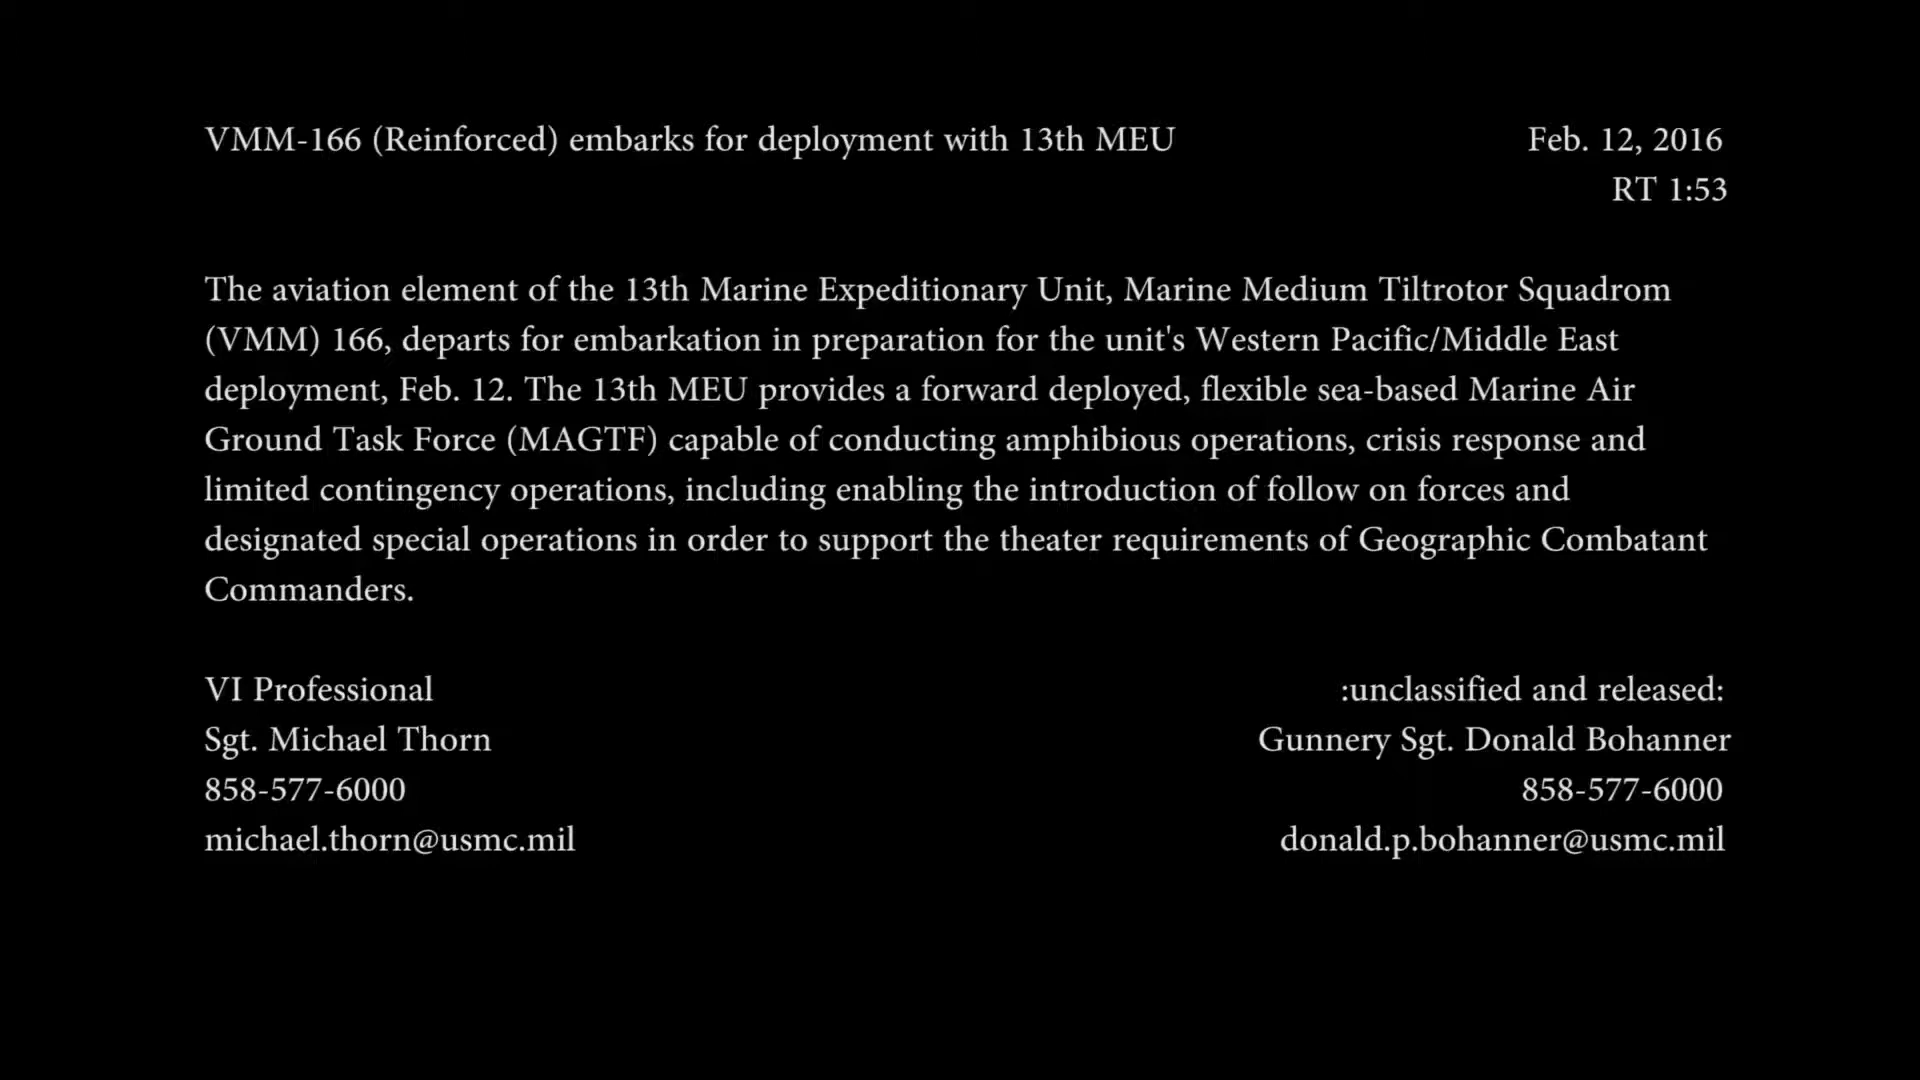 VMM-166 (Reinforced) embarks for deployment with 13th MEU Feb. 12, 2016
RT 1:53
The aviation element of the 13th Marine Expeditionary Unit, Marine Medium Tiltrotor Squadrom
(VMM) 166, departs for embarkation in preparation for the unit's Western Pacific/Middle East
deployment, Feb. 12. The 13th MEU provides a forward deployed, flexible sea-based Marine Air
Ground Task Force (MAGTF) capable of conducting amphibious operations, crisis response and
limited contingency operations, including enabling the introduction of follow on forces and
designated special operations in order to support the theater requirements of Geographic Combatant
Commanders.
VI Professional
Sgt. Michael Thorn
858-577-6000
michael.thorn@usmc.mil
:unclassified and released:
Gunnery Sgt. Donald Bohanner
858-577-6000
donald.p.bohanner@usmc.mil